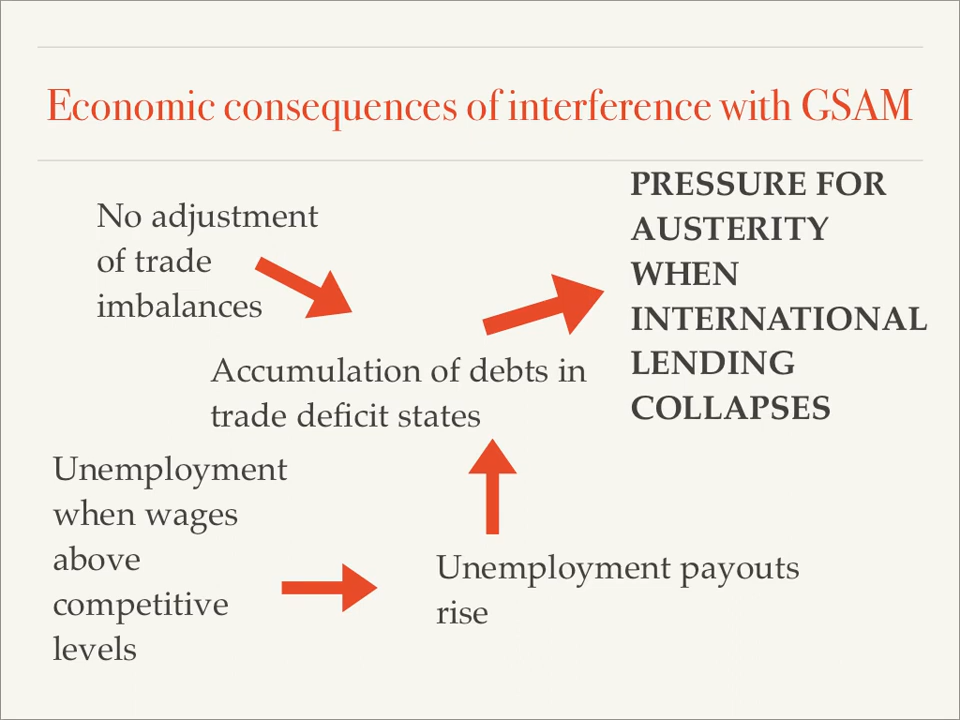 Economic consequences of interference with GSAM
No adjustment
of trade
imbalances
PRESSURE FOR
AUSTERITY
WHEN
INTERNATIONAL
LENDING
COLLAPSES
Accumulation of debts in
trade deficit states
Unemployment
when wages
above
competitive
levels
Unemployment payouts
rise